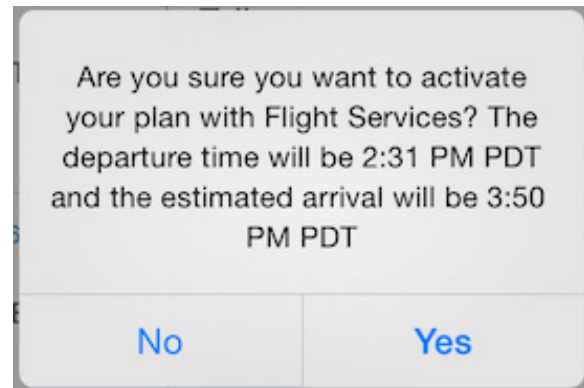 Are you sure you want to activate
your plan with Flight Services? The
departure time will be 2:31 PM PDT
and the estimated arrival will be 3:50
PM PDT
No
Yes